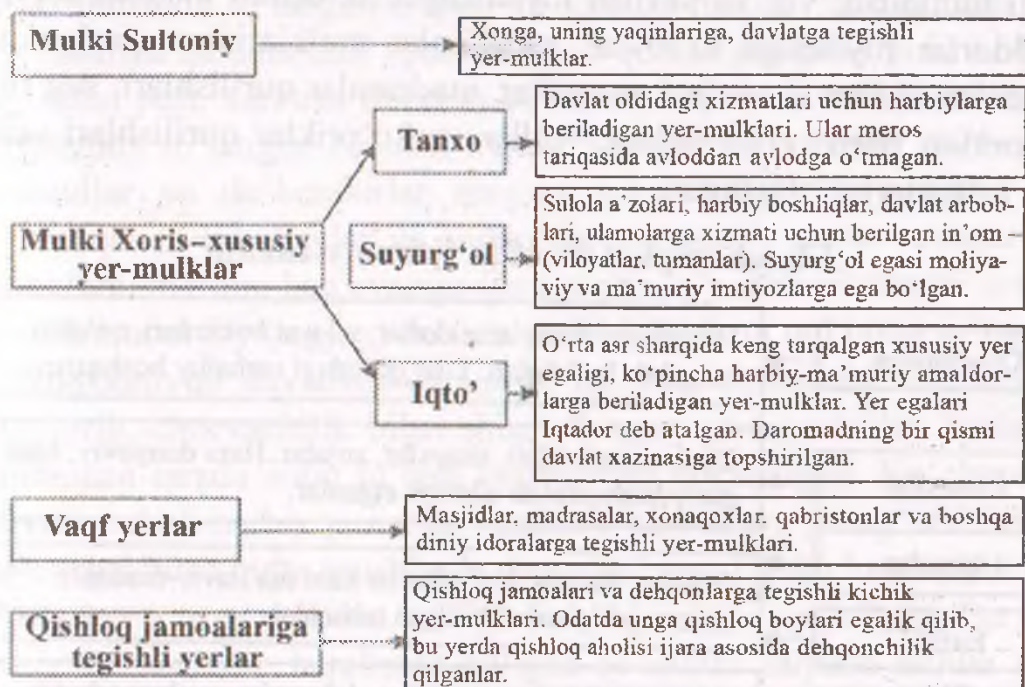 Mulki Sultoniy
Xonga, uning yaqinlariga, davlatga tegishli
yer-mulklar.
Tanxo
Davlat oldidagi xizmatlari uchun harbiylarga
beriladigan yer-mulklari. Ular meros
tariqasida avloddan avlodga o‘tmagan.
Mulki Xoris–xususiy
yer-mulklar
Suyurg‘ol
Sulola a’zolari, harbiy boshliqlar, davlat arbob-
lari, ulamolarga xizmati uchun berilgan in’om –
(viloyatlar, tumanlar). Suyurg‘ol egasi moliya-
viy va ma’muriy imtiyozlarga ega bo‘lgan.
Iqto’
O‘rta asr sharqida keng tarqalgan xususiy yer
egaligi, ko‘pincha harbiy-ma’muriy amaldor-
larga beriladigan yer-mulklar. Yer egalari
Iqtador deb atalgan. Daromadning bir qismi
davlat xazinasiga topshirilgan.
Vaqf yerlar
Masjidlar, madrasalar, xonaqoxlar, qabristonlar va boshqa
diniy idoralarga tegishli yer-mulklari.
Qishloq jamoalariga
tegishli yerlar
Qishloq jamoalari va dehqonlarga tegishli kichik
yer-mulklari. Odatda unga qishloq boylari egalik qilib,
bu yerda qishloq aholisi ijara asosida dehqonchilik
qilganlar.